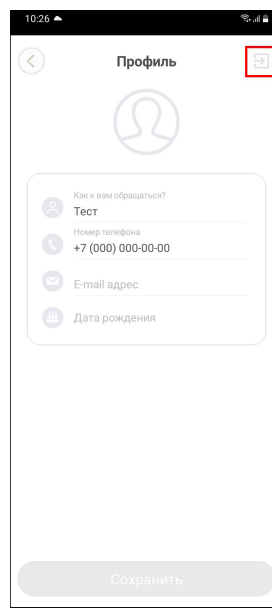 10:26
Профиль
Как к вам обращаться?
Тест
Номер телефона
+7 (000) 000-00-00
E-mail адрес
Дата рождения
Сохранить